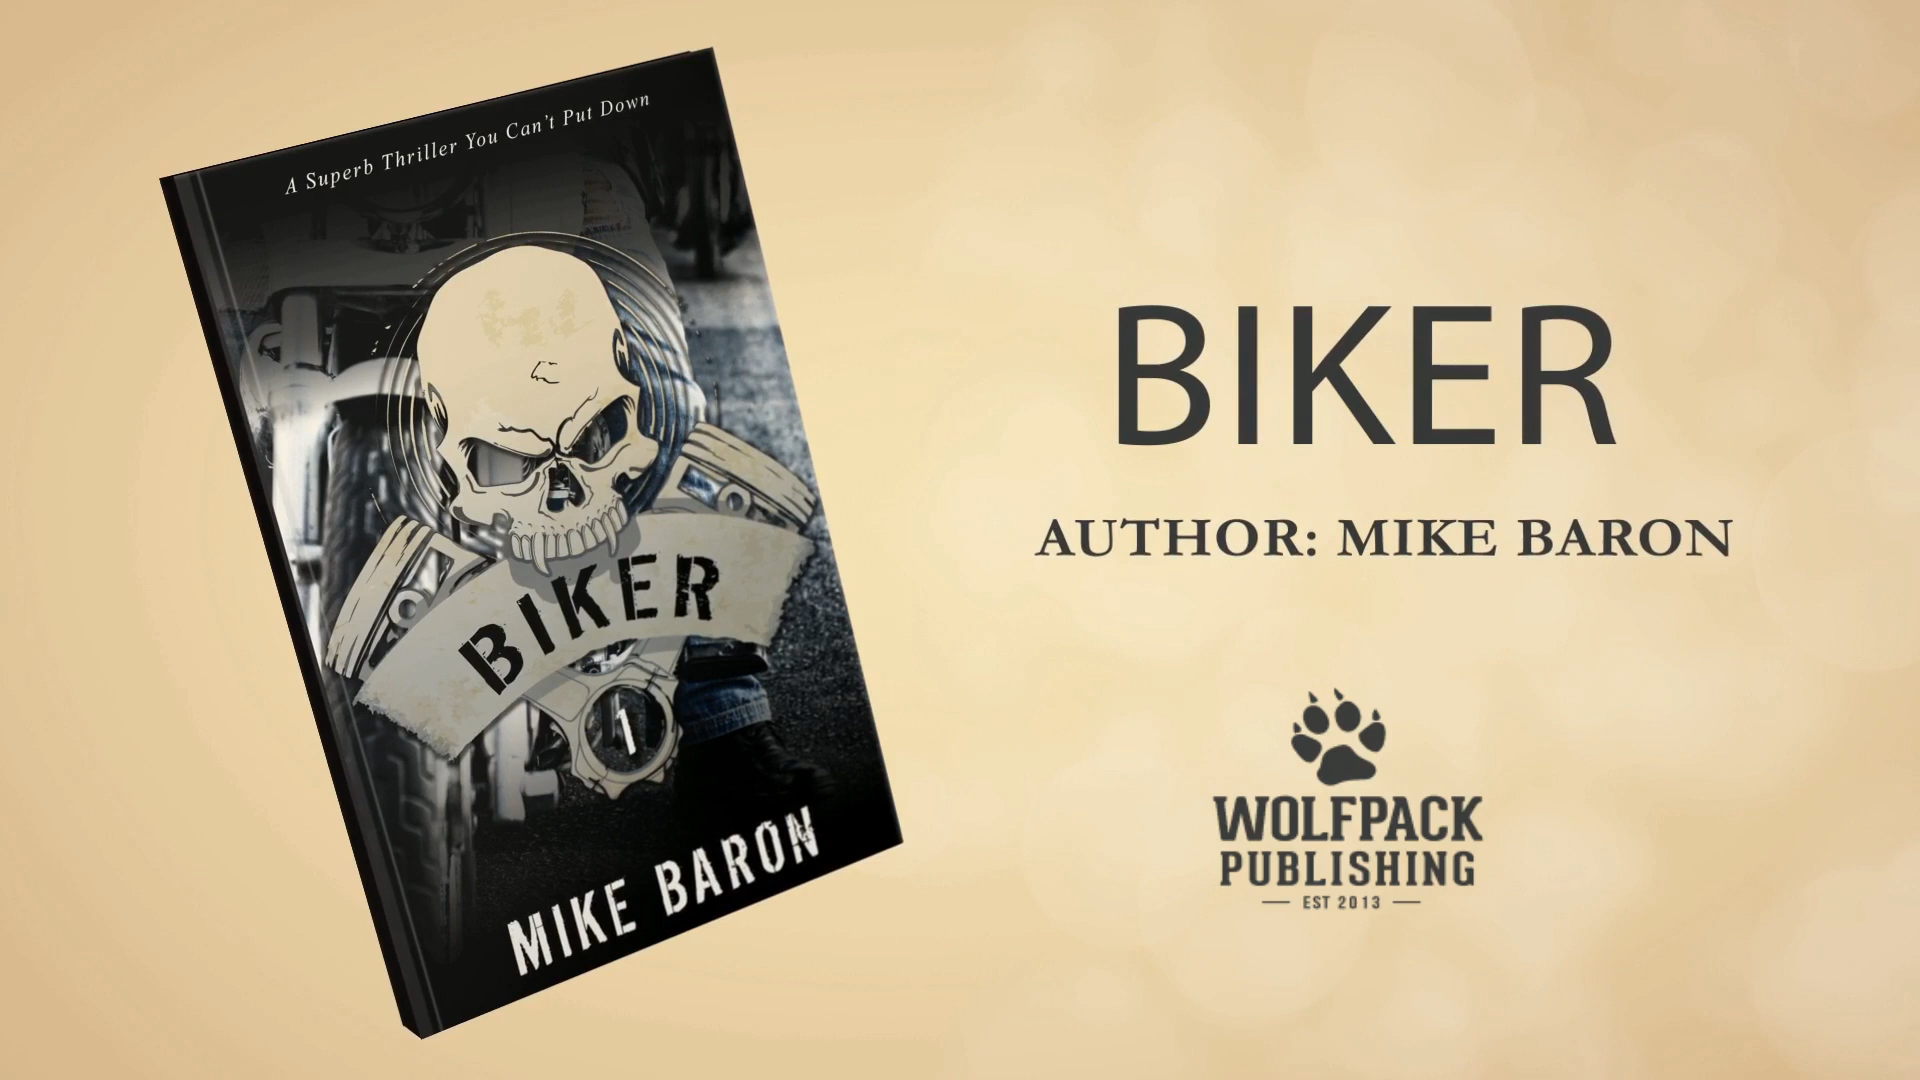 A Superb Thriller You Can't Put Down
BIKER
1
MIKE BARON
BIKER
AUTHOR: MIKE BARON
WOLFPACK
PUBLISHING
EST 2013